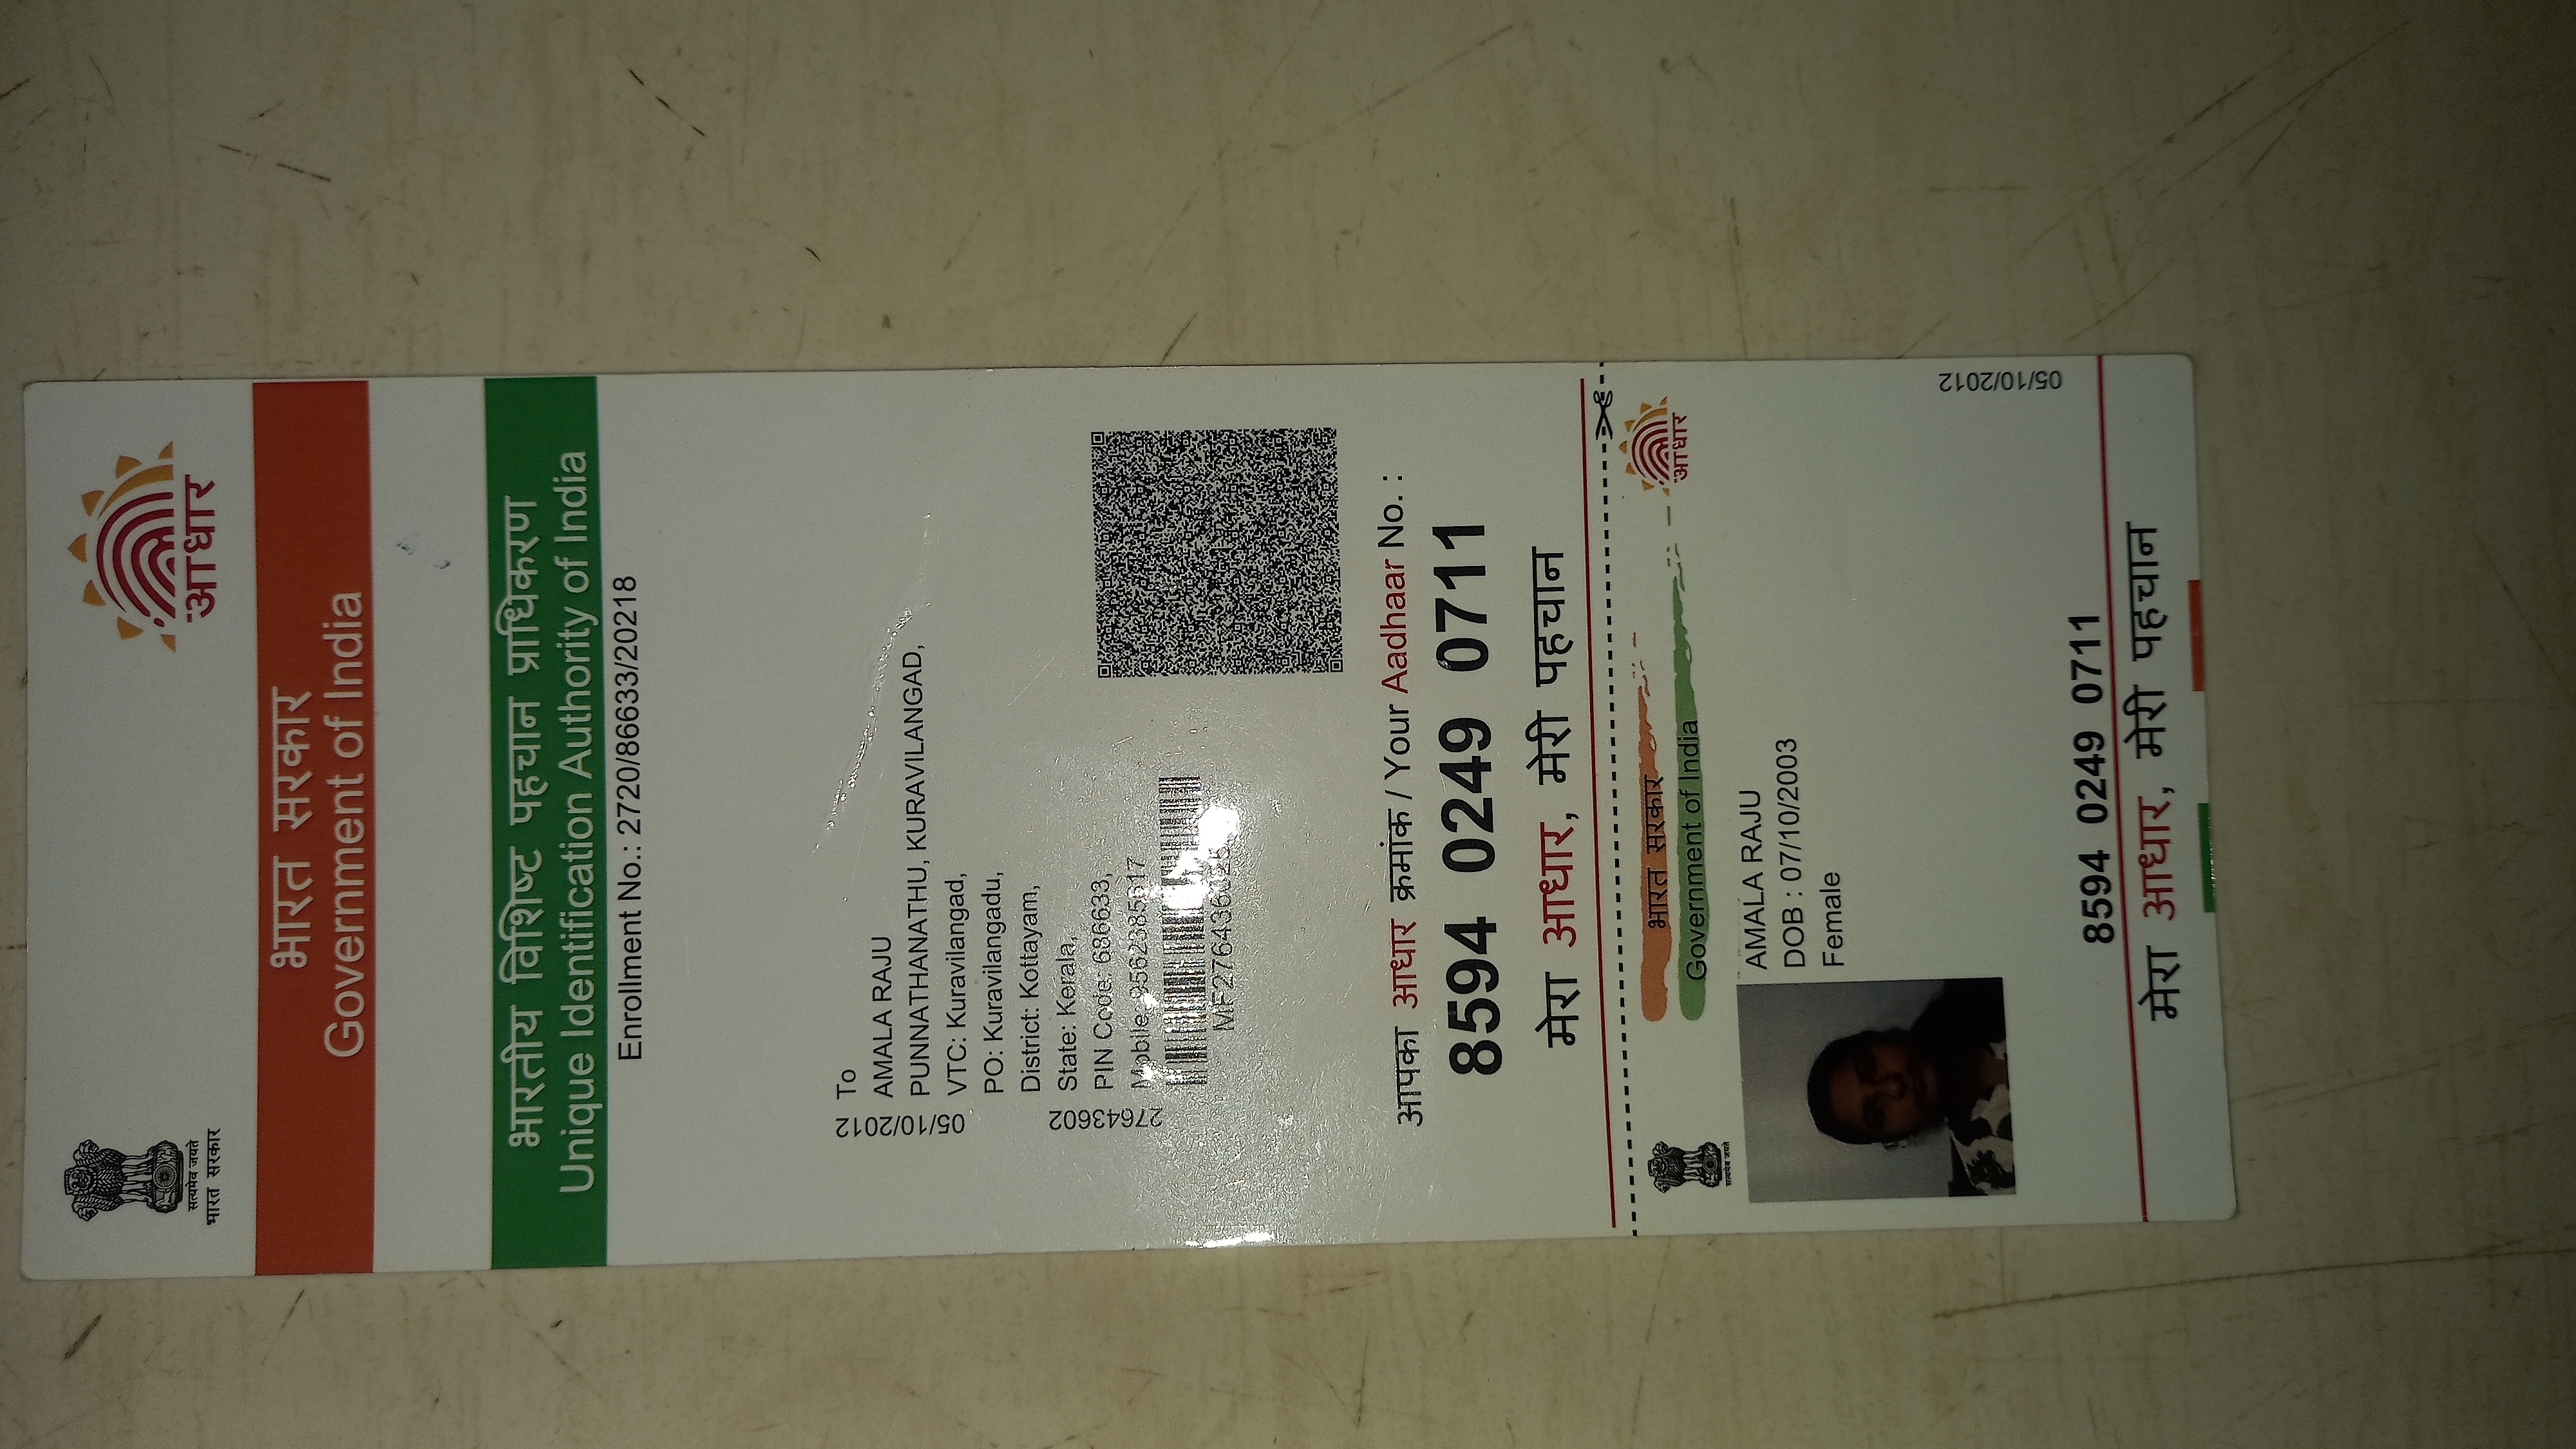 सत्यमेव जयते
भारत सरकार
आधार
भारत सरकार
Government of India
भारतीय विशिष्ट पहचान प्राधिकरण
Unique Identification Authority of India
Enrollment No.: 2720/86633/20218
05/10/2012
27643602
To
AMALA RAJU
PUNNATHANATHU, KURAVILANGAD,
VTC: Kuravilangad,
PO: Kuravilangadu,
District: Kottayam,
State: Kerala,
PIN Code: 686633,
Mobile:
आपका आधार क्रमांक / Your Aadhaar No. :
8594 0249 0711
मेरा आधार, मेरी पहचान
सत्यमेव जयते
भारत सरकार
Government of India
आधार
AMALA RAJU
DOB : 07/10/2003
Female
05/10/2012
8594 0249 0711
मेरा आधार, मेरी पहचान